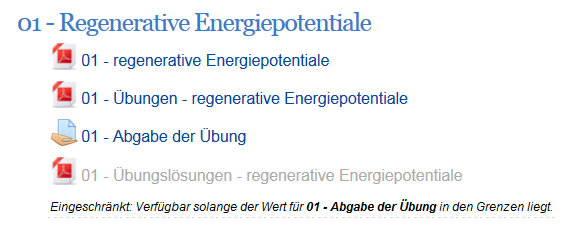 01 - Regenerative Energiepotentiale
01 - regenerative Energiepotentiale
01 - Übungen - regenerative Energiepotentiale
01 - Abgabe der Übung
01 - Übungslösungen - regenerative Energiepotentiale
Eingeschränkt: Verfügbar solange der Wert für 01 - Abgabe der Übung in den Grenzen liegt.